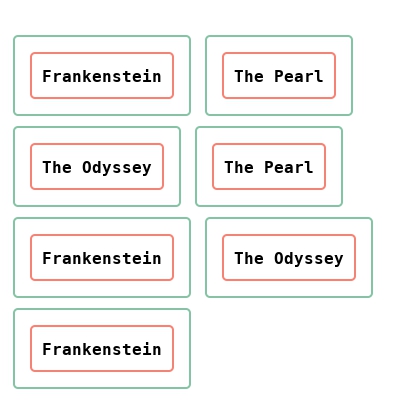 Frankenstein The Pearl
The Odyssey The Pearl
Frankenstein The Odyssey
Frankenstein